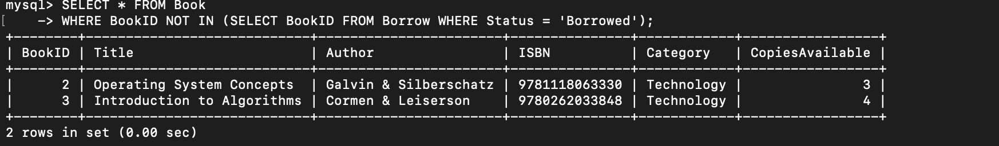 mysql> SELECT * FROM Book
[    -> WHERE BookID NOT IN (SELECT BookID FROM Borrow WHERE Status = 'Borrowed');
+--------+----------------------------+-----------------------+---------------+------------+-----------------+
| BookID | Title                      | Author                | ISBN          | Category   | CopiesAvailable |
+--------+----------------------------+-----------------------+---------------+------------+-----------------+
|      2 | Operating System Concepts  | Galvin & Silberschatz | 9781118063330 | Technology |               3 |
|      3 | Introduction to Algorithms | Cormen & Leiserson    | 9780262033848 | Technology |               4 |
+--------+----------------------------+-----------------------+---------------+------------+-----------------+
2 rows in set (0.00 sec)